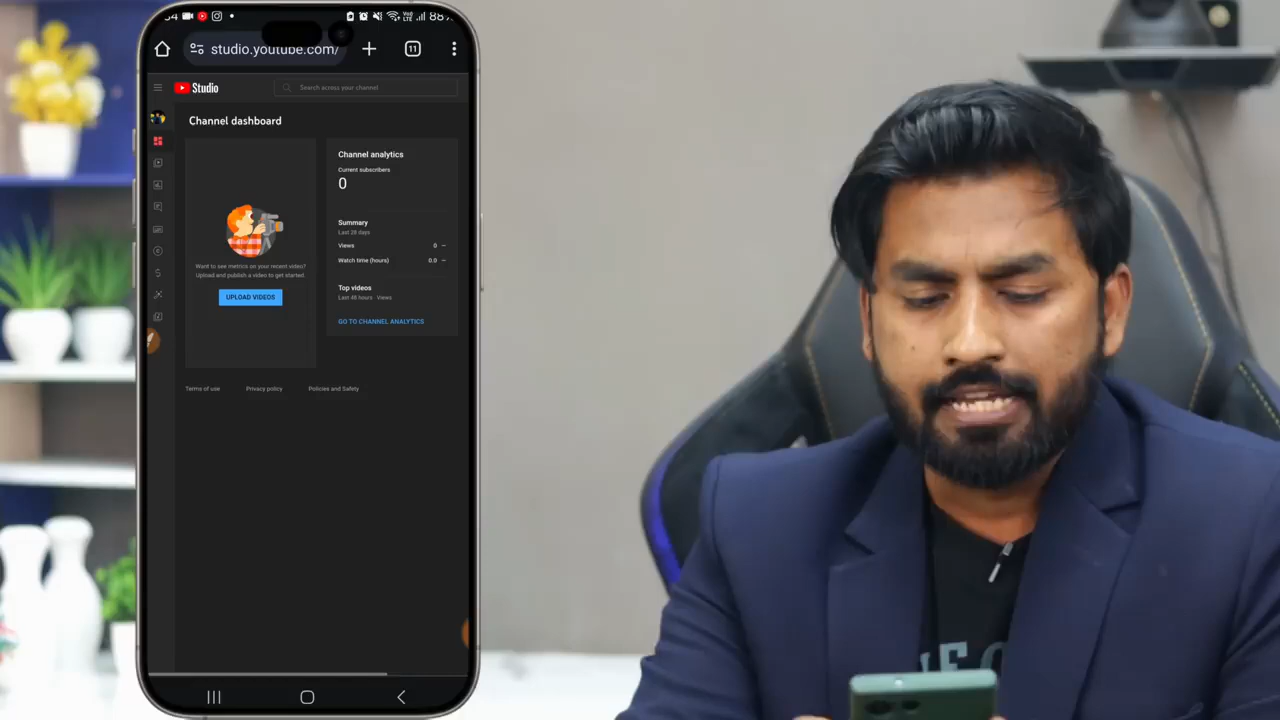 88%
studio.youtube.com/
11
Studio
Search across your channel
Channel dashboard
Channel analytics
Current subscribers
0
Summary
Last 28 days
Views 0 —
Watch time (hours) 0.0 —
Want to see metrics on your recent video?
Upload and publish a video to get started.
UPLOAD VIDEOS
Top videos
Last 48 hours · Views
GO TO CHANNEL ANALYTICS
Terms of use Privacy policy Policies and Safety